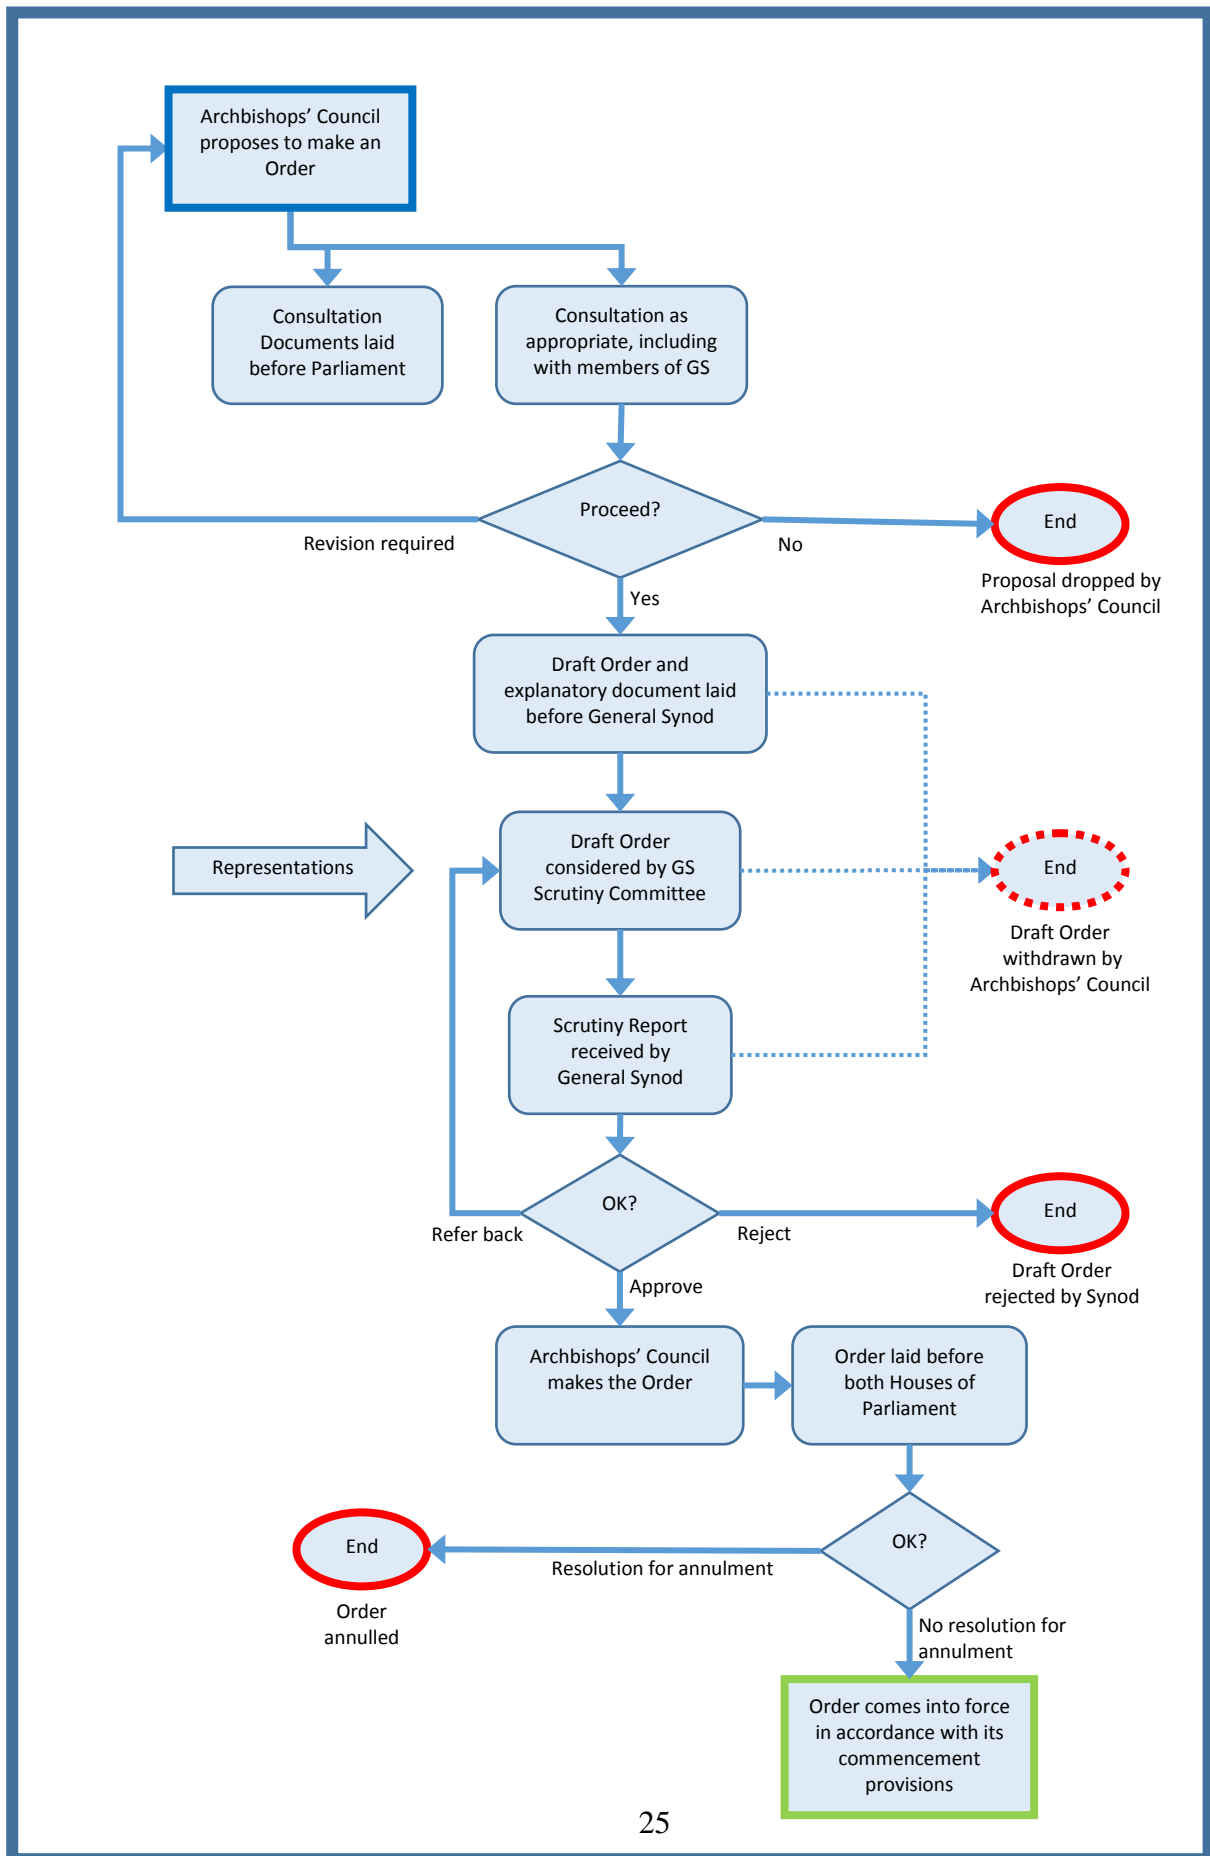 Archbishops’ Council
proposes to make an
Order
Consultation
Documents laid
before Parliament
Consultation as
appropriate, including
with members of GS
Proceed?
Revision required
No
End
Proposal dropped by
Archbishops’ Council
Yes
Draft Order and
explanatory document laid
before General Synod
Representations
Draft Order
considered by GS
Scrutiny Committee
End
Draft Order
withdrawn by
Archbishops’ Council
Scrutiny Report
received by
General Synod
OK?
Refer back
Reject
End
Draft Order
rejected by Synod
Approve
Archbishops’ Council
makes the Order
Order laid before
both Houses of
Parliament
OK?
Resolution for annulment
End
Order
annulled
No resolution for
annulment
Order comes into force
in accordance with its
commencement
provisions
25